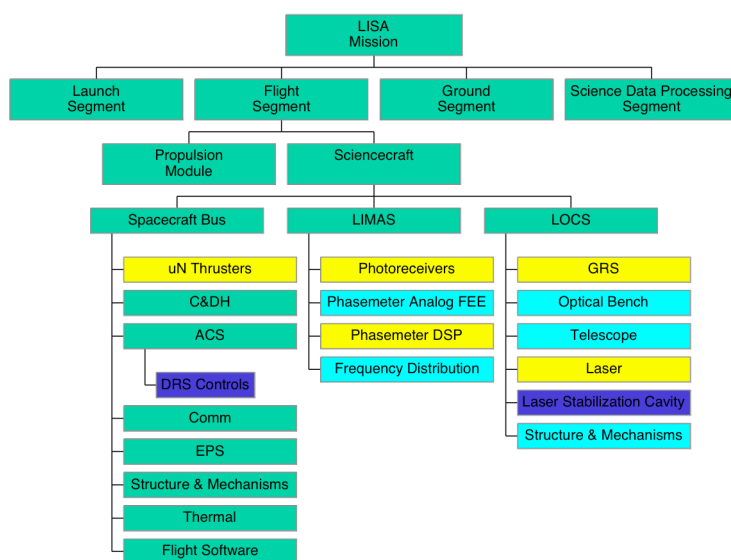 LISA
Mission
Launch
Segment
Flight
Segment
Ground
Segment
Science Data Processing
Segment
Propulsion
Module
Sciencecraft
Spacecraft Bus
LIMAS
LOCS
uN Thrusters
C&DH
ACS
DRS Controls
Comm
EPS
Structure & Mechanisms
Thermal
Flight Software
Photoreceivers
Phasemeter Analog FEE
Phasemeter DSP
Frequency Distribution
GRS
Optical Bench
Telescope
Laser
Laser Stabilization Cavity
Structure & Mechanisms